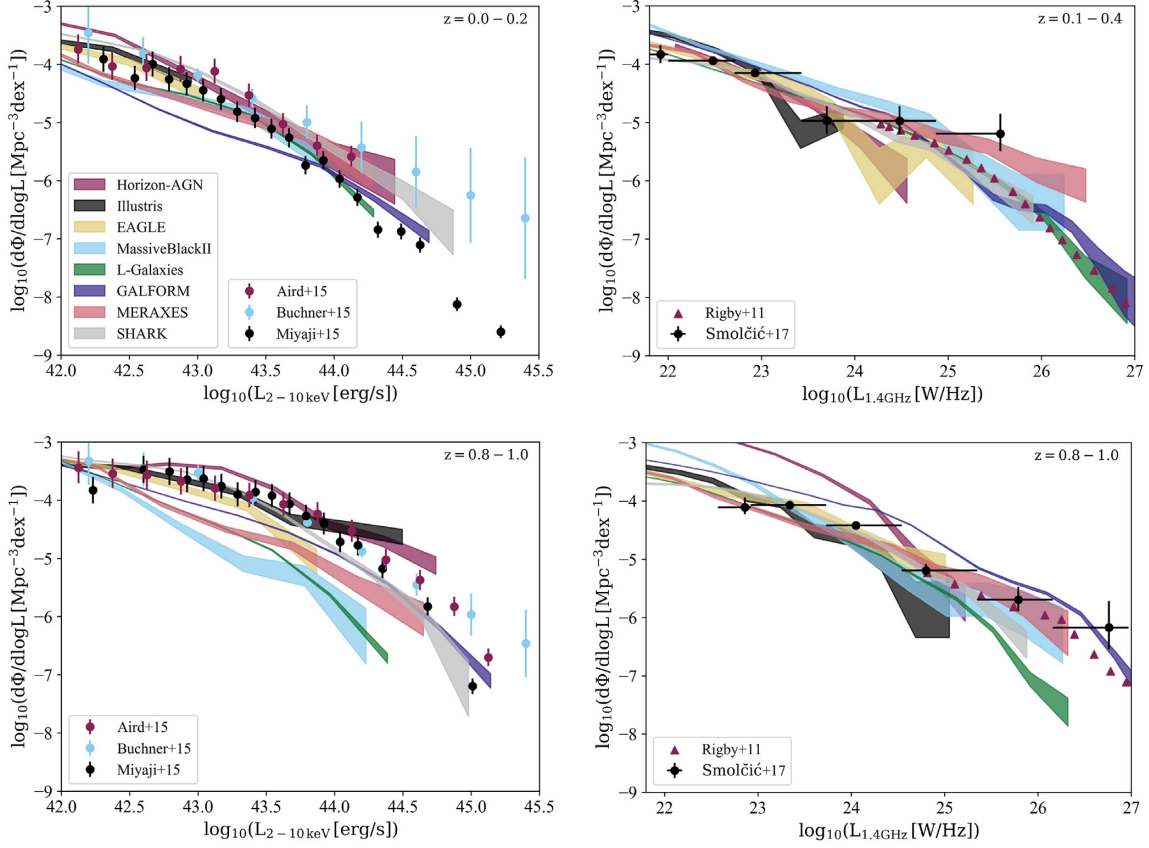 z = 0.0 − 0.2
log₁₀(dΦ/dlogL [Mpc⁻³dex⁻¹])
−3
−4
−5
−6
−7
−8
−9
Horizon-AGN
Illustris
EAGLE
MassiveBlackII
L-Galaxies
GALFORM
MERAXES
SHARK
Aird+15
Buchner+15
Miyaji+15
42.0 42.5 43.0 43.5 44.0 44.5 45.0 45.5
log₁₀(L₂₋₁₀ₖₑᵥ [erg/s])
z = 0.1 − 0.4
log₁₀(dΦ/dlogL [Mpc⁻³dex⁻¹])
−3
−4
−5
−6
−7
−8
−9
Rigby+11
Smolčić+17
22 23 24 25 26 27
log₁₀(L1.4GHz [W/Hz])
z = 0.8 − 1.0
log₁₀(dΦ/dlogL [Mpc⁻³dex⁻¹])
−3
−4
−5
−6
−7
−8
−9
Aird+15
Buchner+15
Miyaji+15
42.0 42.5 43.0 43.5 44.0 44.5 45.0 45.5
log₁₀(L₂₋₁₀ₖₑᵥ [erg/s])
z = 0.8 − 1.0
log₁₀(dΦ/dlogL [Mpc⁻³dex⁻¹])
−3
−4
−5
−6
−7
−8
−9
Rigby+11
Smolčić+17
22 23 24 25 26 27
log₁₀(L1.4GHz [W/Hz])